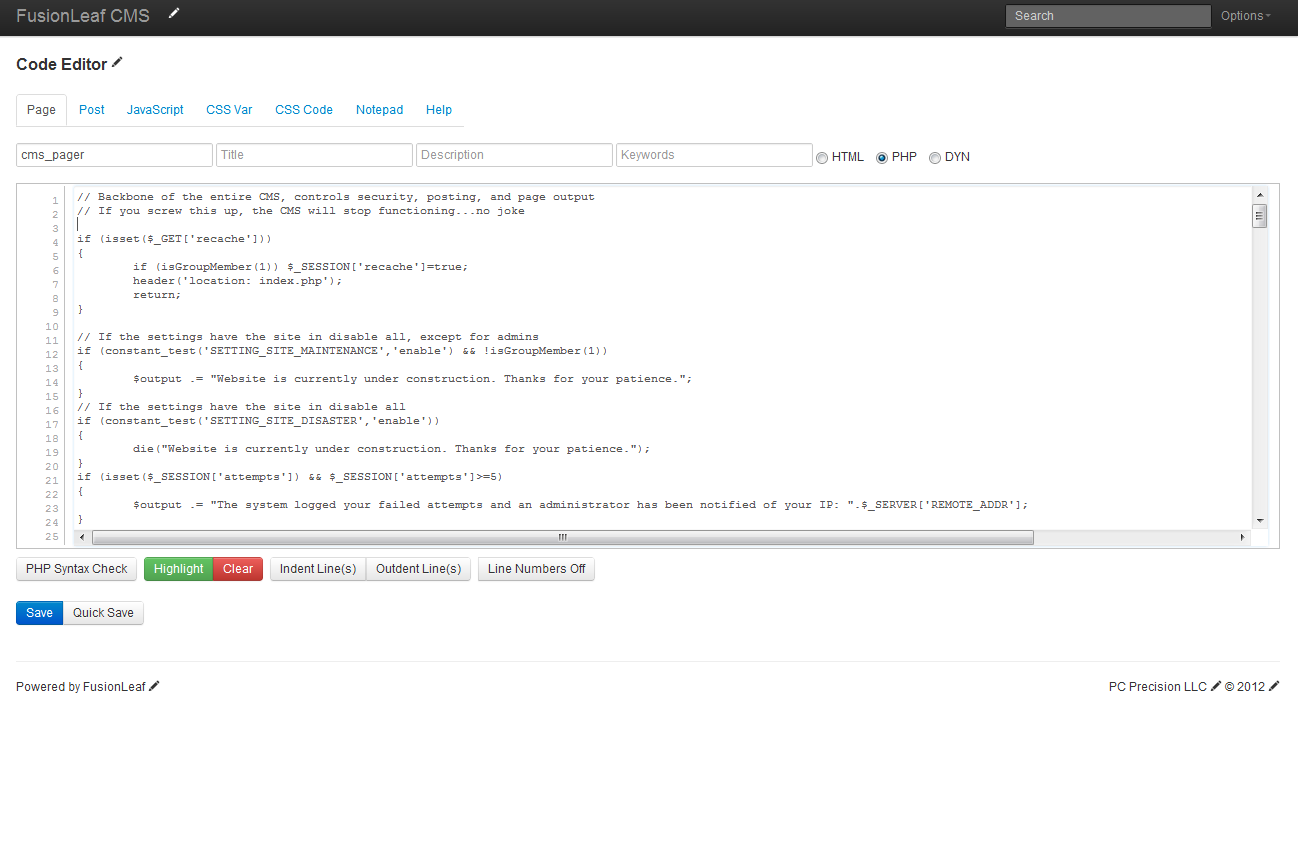 FusionLeaf CMS
Search
Options
Code Editor
Page Post JavaScript CSS Var CSS Code Notepad Help
cms_pager Title Description Keywords HTML PHP DYN
1 // Backbone of the entire CMS, controls security, posting, and page output
2 // If you screw this up, the CMS will stop functioning...no joke
3
4 if (isset($_GET['recache']))
5 {
6 if (isGroupMember(1)) $_SESSION['recache']=true;
7 header('location: index.php');
8 return;
9 }
10
11 // If the settings have the site in disable all, except for admins
12 if (constant_test('SETTING_SITE_MAINTENANCE','enable') && !isGroupMember(1))
13 {
14 $output .= "Website is currently under construction. Thanks for your patience.";
15 }
16 // If the settings have the site in disable all
17 if (constant_test('SETTING_SITE_DISASTER','enable'))
18 {
19 die("Website is currently under construction. Thanks for your patience.");
20 }
21 if (isset($_SESSION['attempts']) && $_SESSION['attempts']>=5)
22 {
23 $output .= "The system logged your failed attempts and an administrator has been notified of your IP: ".$_SERVER['REMOTE_ADDR'];
24 }
25
PHP Syntax Check Highlight Clear Indent Line(s) Outdent Line(s) Line Numbers Off
Save Quick Save
Powered by FusionLeaf
PC Precision LLC © 2012